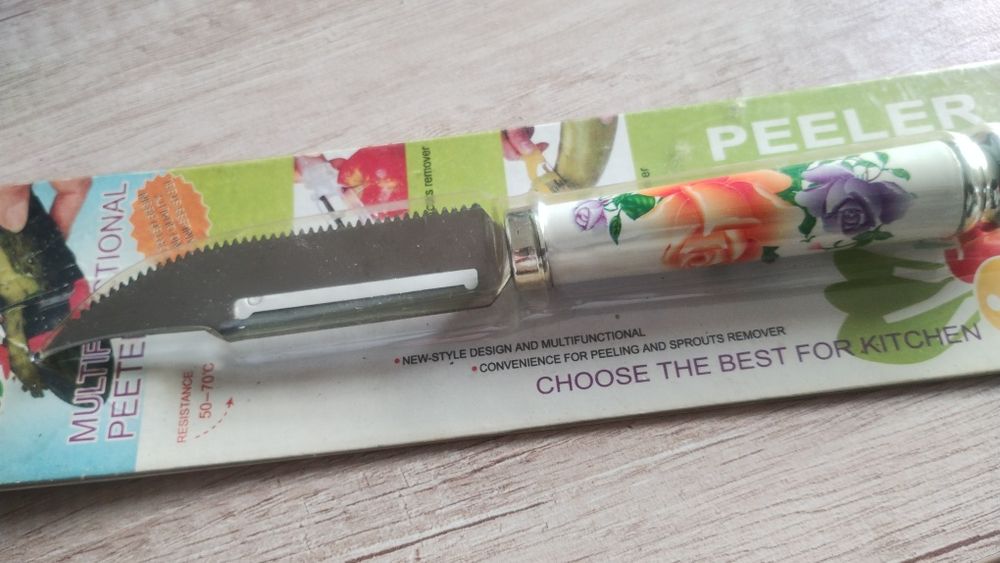 PEELER
s remover
er
MULTIF
TIONAL
PEETE
RESISTANCE
50–70℃
•NEW-STYLE DESIGN AND MULTIFUNCTIONAL
•CONVENIENCE FOR PEELING AND SPROUTS REMOVER
CHOOSE THE BEST FOR KITCHEN